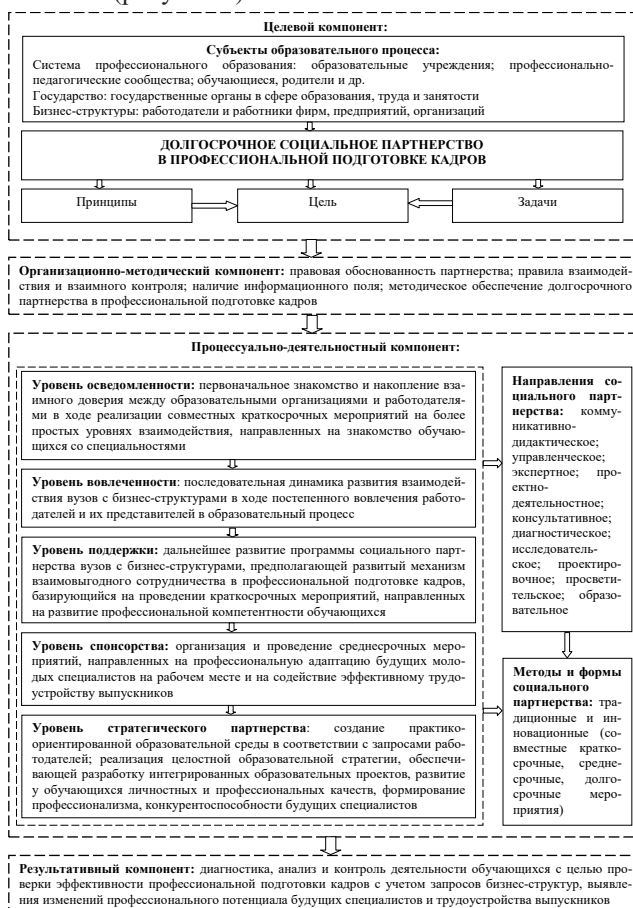 Целевой компонент:
Субъекты образовательного процесса:
Система профессионального образования: образовательные учреждения; профессионально-
педагогические сообщества; обучающиеся, родители и др.
Государство: государственные органы в сфере образования, труда и занятости
Бизнес-структуры: работодатели и работники фирм, предприятий, организаций
ДОЛГОСРОЧНОЕ СОЦИАЛЬНОЕ ПАРТНЕРСТВО
В ПРОФЕССИОНАЛЬНОЙ ПОДГОТОВКЕ КАДРОВ
Принципы
Цель
Задачи
Организационно-методический компонент: правовая обоснованность партнерства; правила взаимодей-
ствия и взаимного контроля; наличие информационного поля; методическое обеспечение долгосрочного
партнерства в профессиональной подготовке кадров
Процессуально-деятельностный компонент:
Уровень осведомленности: первоначальное знакомство и накопление вза-
имного доверия между образовательными организациями и работодателя-
ми в ходе реализации совместных краткосрочных мероприятий на более
простых уровнях взаимодействия, направленных на знакомство обучаю-
щихся со специальностями
Уровень вовлеченности: последовательная динамика развития взаимодей-
ствия вузов с бизнес-структурами в ходе постепенного вовлечения работо-
дателей и их представителей в образовательный процесс
Уровень поддержки: дальнейшее развитие программы социального парт-
нерства вузов с бизнес-структурами, предполагающей развитый механизм
взаимовыгодного сотрудничества в профессиональной подготовке кадров,
базирующийся на проведении краткосрочных мероприятий, направленных
на развитие профессиональной компетентности обучающихся
Уровень спонсорства: организация и проведение среднесрочных меро-
приятий, направленных на профессиональную адаптацию будущих моло-
дых специалистов на рабочем месте и на содействие эффективному трудо-
устройству выпускников
Уровень стратегического партнерства: создание практико-
ориентированной образовательной среды в соответствии с запросами рабо-
тодателей; реализация целостной образовательной стратегии, обеспечи-
вающей разработку интегрированных образовательных проектов, развитие
у обучающихся личностных и профессиональных качеств, формирование
профессионализма, конкурентоспособности будущих специалистов
Направления со-
циального парт-
нерства: комму-
никативно-
дидактическое;
управленческое;
экспертное; про-
ектно-
деятельностное;
консультативное;
диагностическое;
исследователь-
ское; проектиро-
вочное; просвети-
тельское; образо-
вательное
Методы и формы
социального
партнерства: тра-
диционные и ин-
новационные (со-
вместные кратко-
срочные, средне-
срочные, долго-
срочные меро-
приятия)
Результативный компонент: диагностика, анализ и контроль деятельности обучающихся с целью про-
верки эффективности профессиональной подготовки кадров с учетом запросов бизнес-структур, выявле-
ния изменений профессионального потенциала будущих специалистов и трудоустройства выпускников